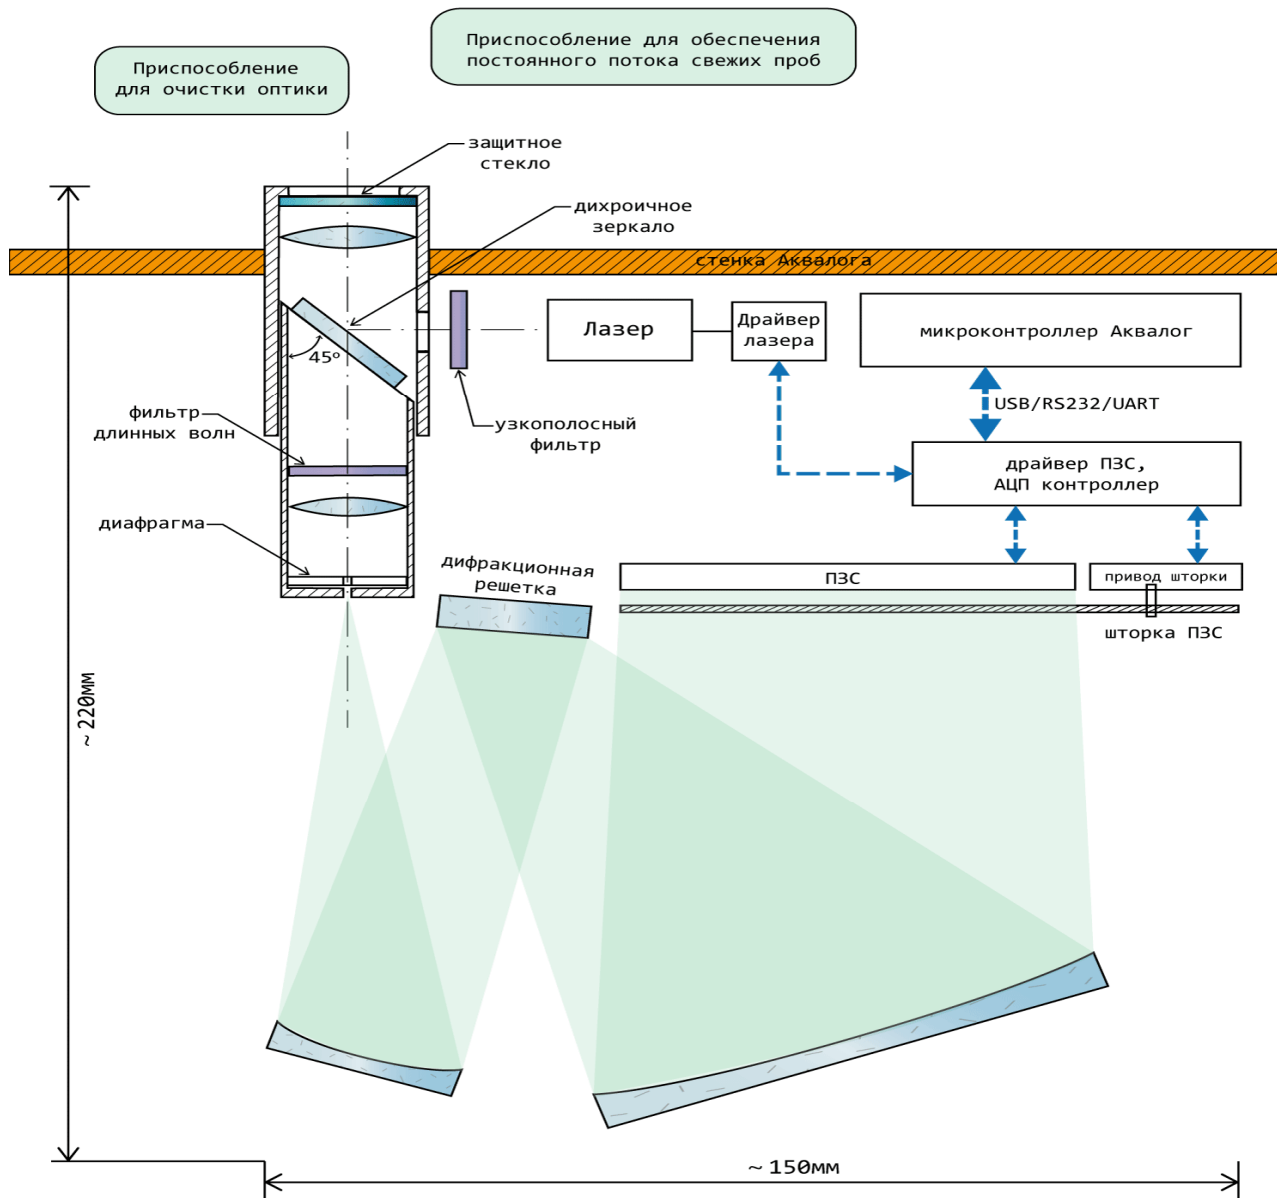 Приспособление для обеспечения
постоянного потока свежих проб
Приспособление
для очистки оптики
защитное
стекло
дихроичное
зеркало
стенка Аквалога
Лазер
Драйвер
лазера
микроконтроллер Аквалог
45º
USB/RS232/UART
фильтр
длинных волн
узкополосный
фильтр
драйвер ПЗС,
АЦП контроллер
диафрагма
дифракционная
решетка
ПЗС
привод шторки
шторка ПЗС
~220мм
~150мм